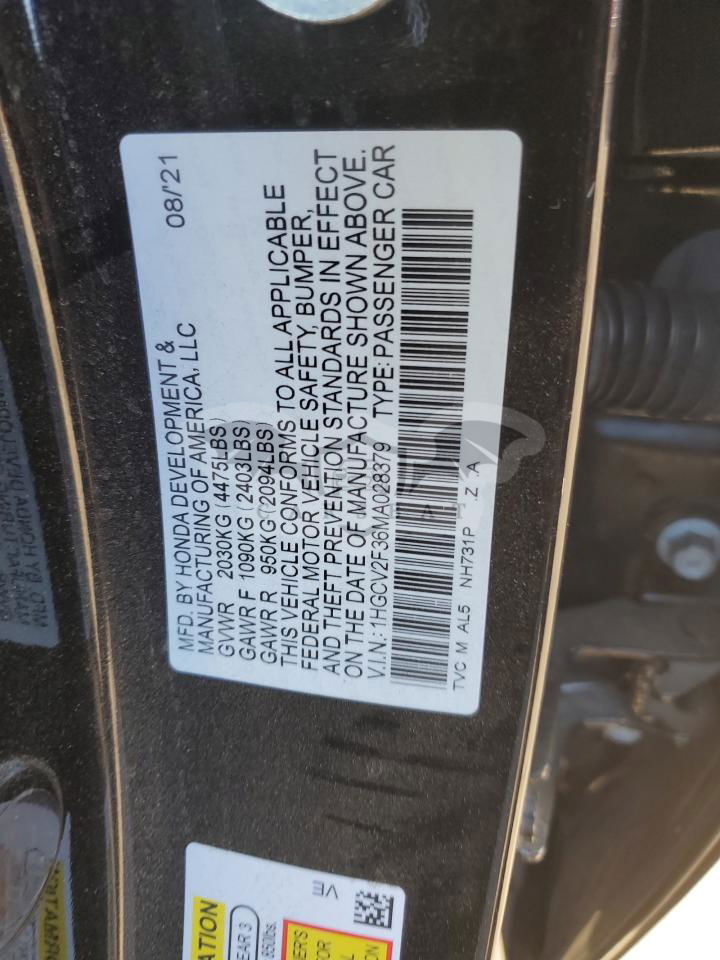 MFD. BY HONDA DEVELOPMENT & 08/'21
MANUFACTURING OF AMERICA, LLC
GVWR 2030KG (4475LBS)
GAWR F 1090KG (2403LBS)
GAWR R 950KG (2094LBS)
THIS VEHICLE CONFORMS TO ALL APPLICABLE
FEDERAL MOTOR VEHICLE SAFETY, BUMPER,
AND THEFT PREVENTION STANDARDS IN EFFECT
ON THE DATE OF MANUFACTURE SHOWN ABOVE.
V.I.N.: 1HGCV2F36MA028379 TYPE: PASSENGER CAR
TVC M AL5 NH731P Z A
VE